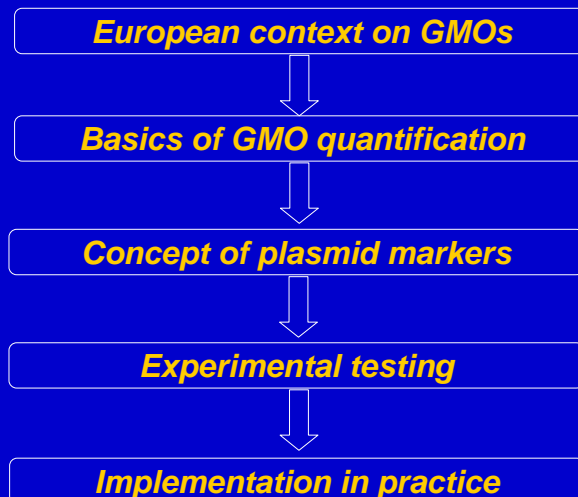 European context on GMOs
Basics of GMO quantification
Concept of plasmid markers
Experimental testing
Implementation in practice